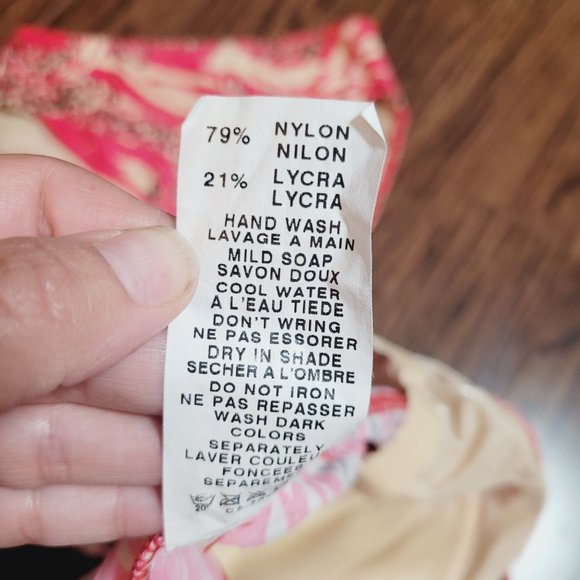 79% NYLON
NILON
21% LYCRA
LYCRA
HAND WASH
LAVAGE A MAIN
MILD SOAP
SAVON DOUX
COOL WATER
A L'EAU TIEDE
DON'T WRING
NE PAS ESSORER
DRY IN SHADE
SECHER A L'OMBRE
DO NOT IRON
NE PAS REPASSER
WASH DARK
COLORS
SEPARATELY
LAVER
FONCEES
20°